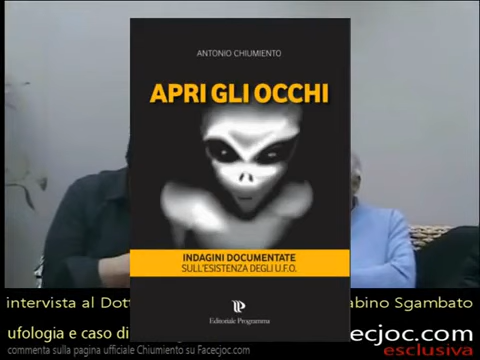 ANTONIO CHIUMIENTO
APRI GLI OCCHI
INDAGINI DOCUMENTATE
SULL'ESISTENZA DEGLI U.F.O.
Editoriale Programma
intervista al Dott
abino Sgambato
ufologia e caso di
ecjoc.com
commenta sulla pagina ufficiale Chiumiento su Facecjoc.com
esclusiva